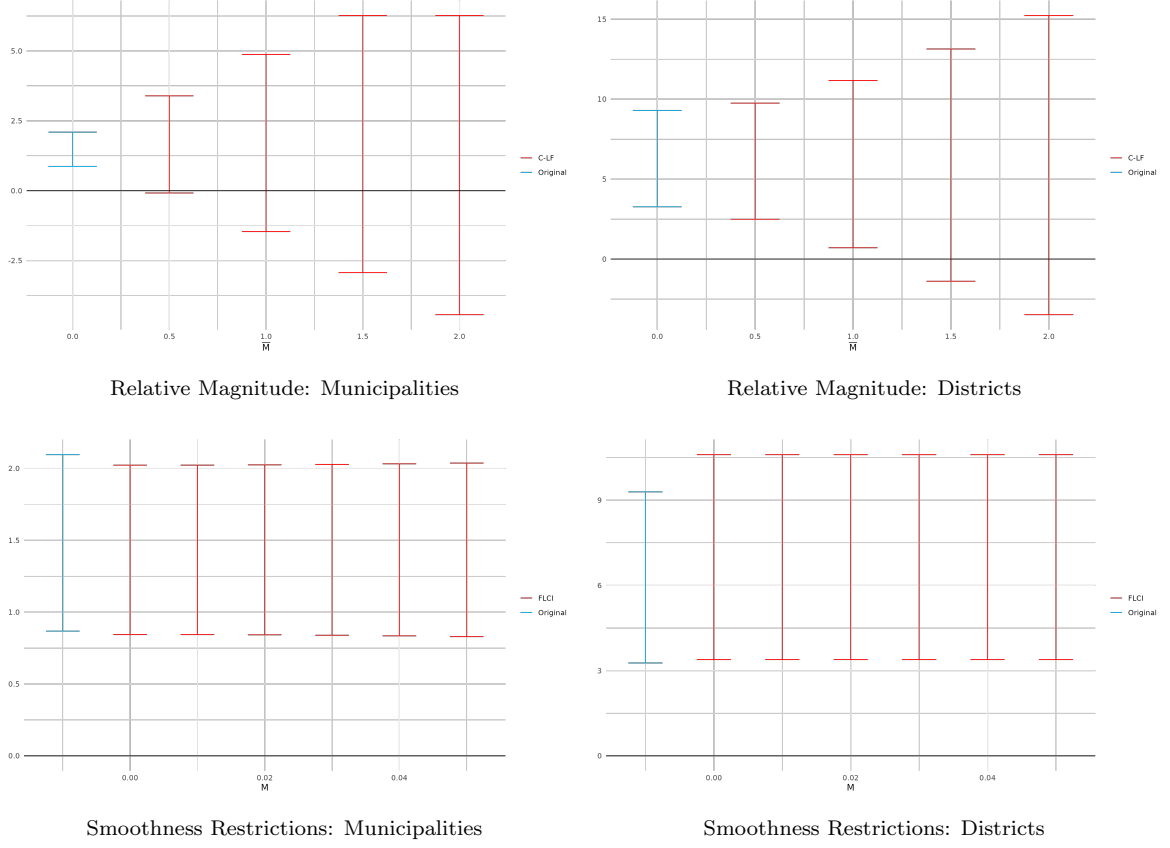 5.0
2.5
0.0
-2.5
0.0 0.5 1.0 1.5 2.0
M̅
C-LF
Original
Relative Magnitude: Municipalities
15
10
5
0
0.0 0.5 1.0 1.5 2.0
M̅
C-LF
Original
Relative Magnitude: Districts
2.0
1.5
1.0
0.5
0.0
0.00 0.02 0.04
M
FLCI
Original
Smoothness Restrictions: Municipalities
9
6
3
0
0.00 0.02 0.04
M
FLCI
Original
Smoothness Restrictions: Districts